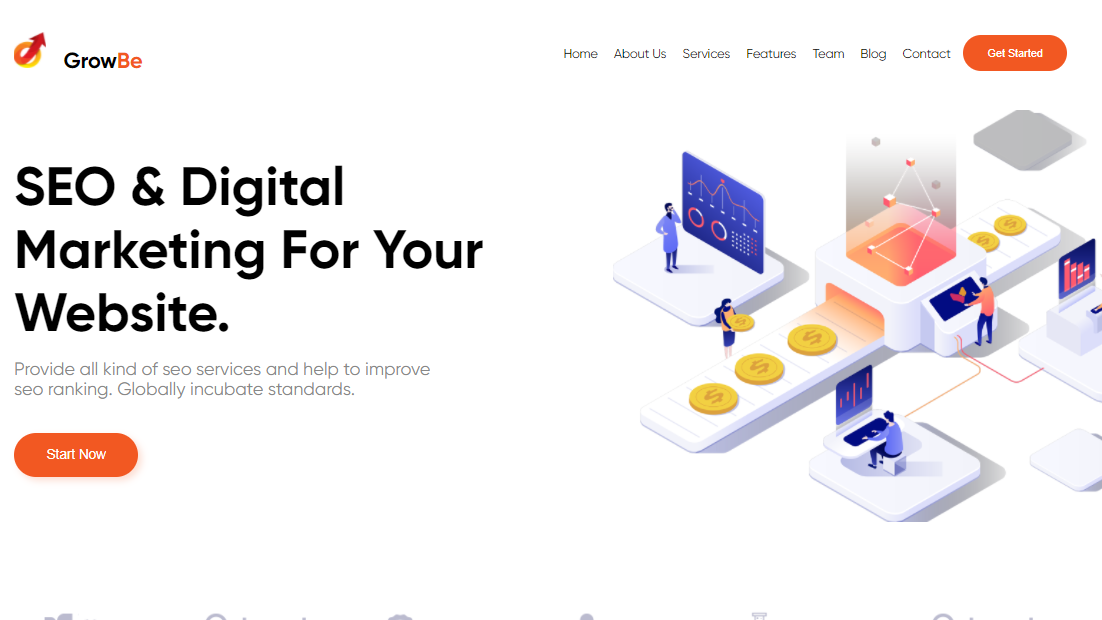 GrowBe
Home About Us Services Features Team Blog Contact Get Started
SEO & Digital
Marketing For Your
Website.
Provide all kind of seo services and help to improve
seo ranking. Globally incubate standards.
Start Now